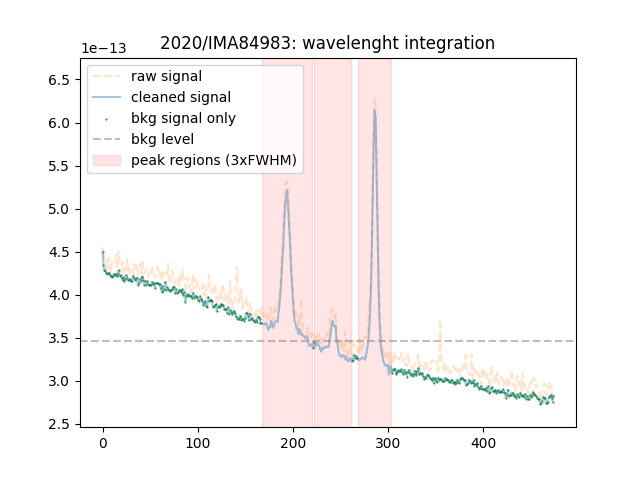 2020/IMA84983: wavelenght integration
1e−13
raw signal
cleaned signal
bkg signal only
bkg level
peak regions (3xFWHM)
6.5
6.0
5.5
5.0
4.5
4.0
3.5
3.0
2.5
0 100 200 300 400